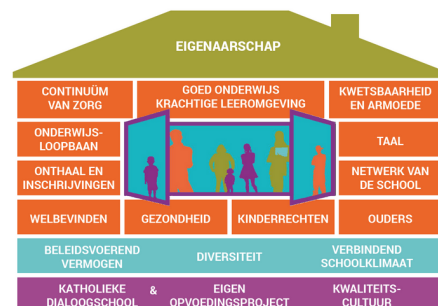 EIGENAARSCHAP
CONTINUÜM
VAN ZORG
GOED ONDERWIJS
KRACHTIGE LEEROMGEVING
KWETSBAARHEID
EN ARMOEDE
ONDERWIJS-
LOOPBAAN
TAAL
ONTHAAL EN
INSCHRIJVINGEN
NETWERK VAN
DE SCHOOL
WELBEVINDEN
GEZONDHEID
KINDERRECHTEN
OUDERS
BELEIDSVOEREND
VERMOGEN
DIVERSITEIT
VERBINDEND
SCHOOLKLIMAAT
KATHOLIEKE
DIALOOGSCHOOL
&
EIGEN
OPVOEDINGSPROJECT
KWALITEITS-
CULTUUR